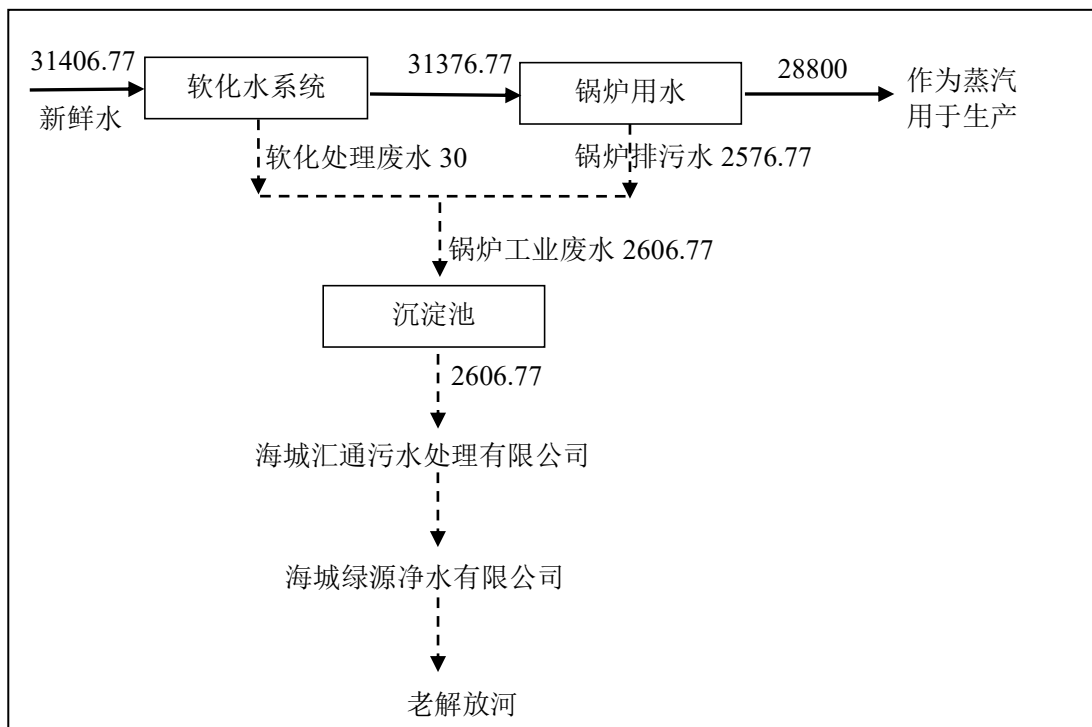 31406.77
新鲜水
软化水系统
31376.77
锅炉用水
28800
作为蒸汽
用于生产
软化处理废水 30
锅炉排污水 2576.77
锅炉工业废水 2606.77
沉淀池
2606.77
海城汇通污水处理有限公司
海城绿源净水有限公司
老解放河